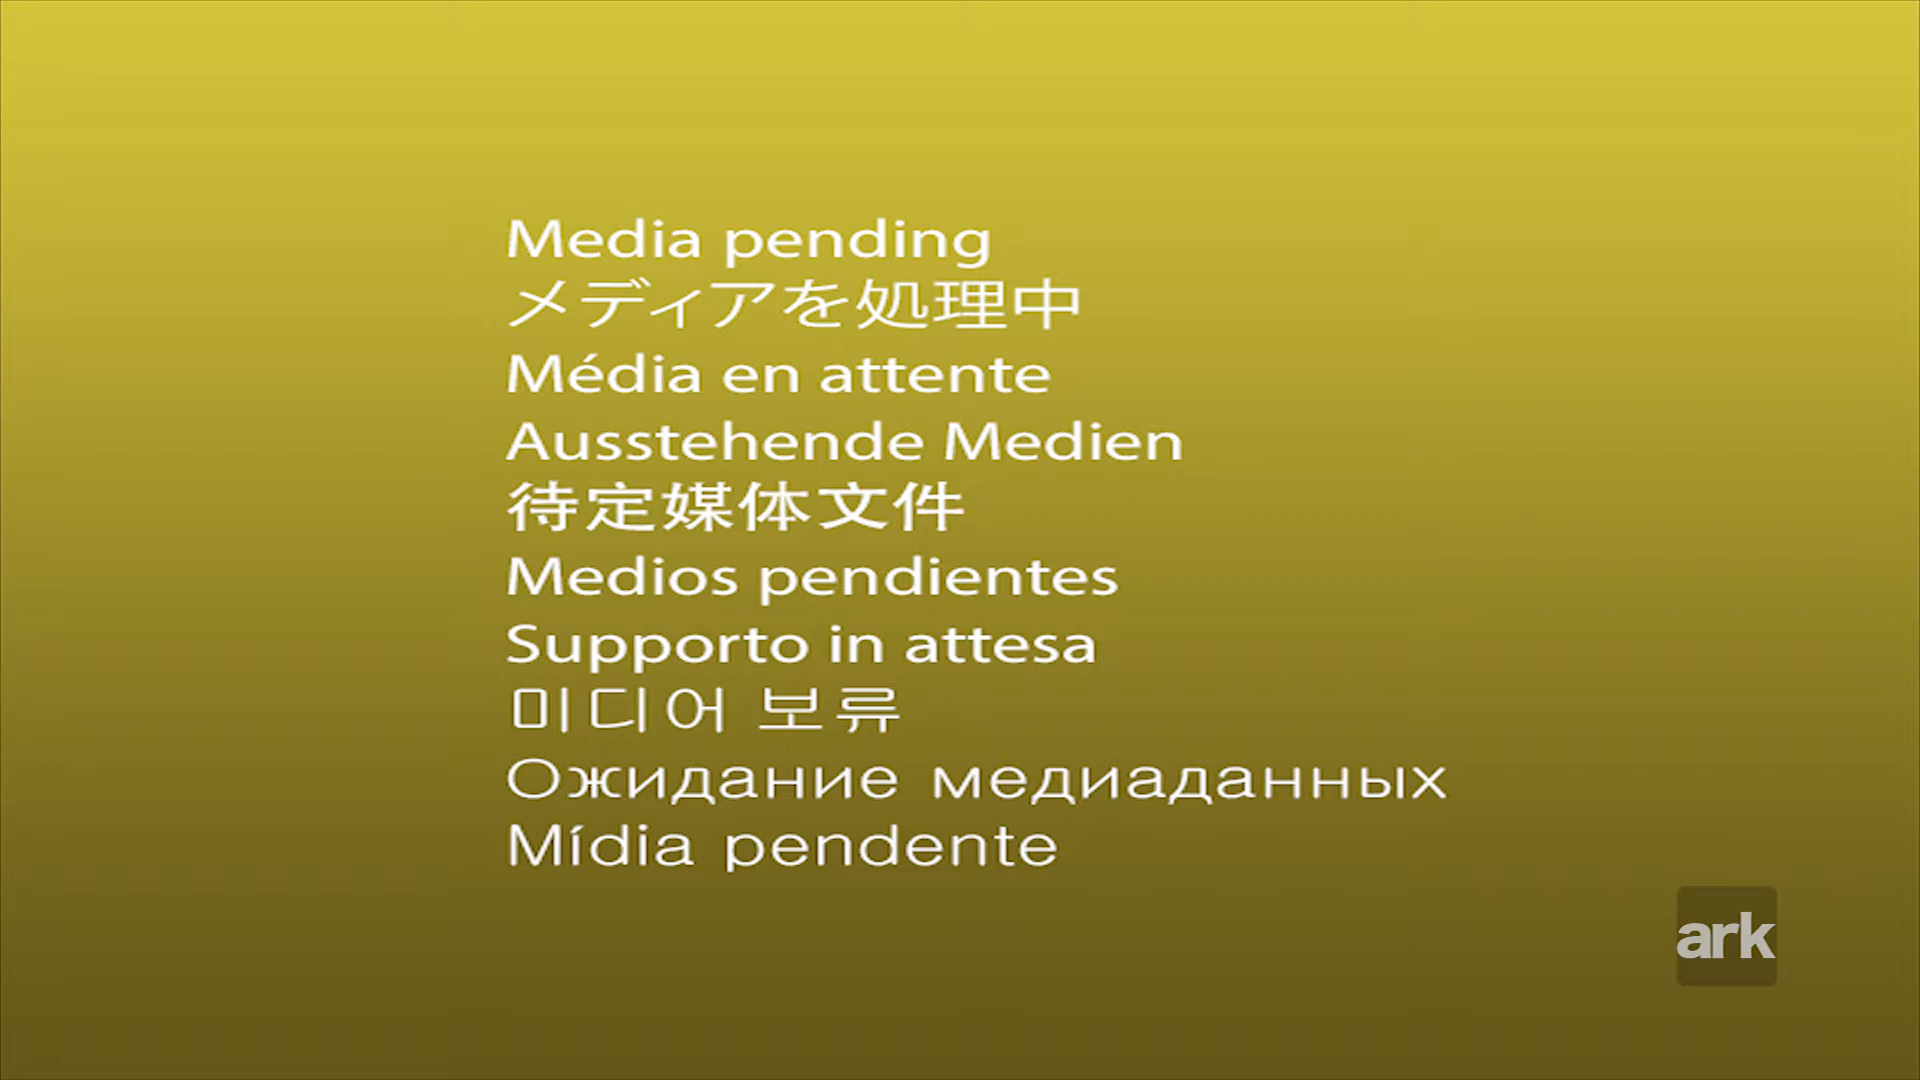 Media pending
メディアを処理中
Média en attente
Ausstehende Medien
待定媒体文件
Medios pendientes
Supporto in attesa
미디어 보류
Ожидание медиаданных
Mídia pendente
ark